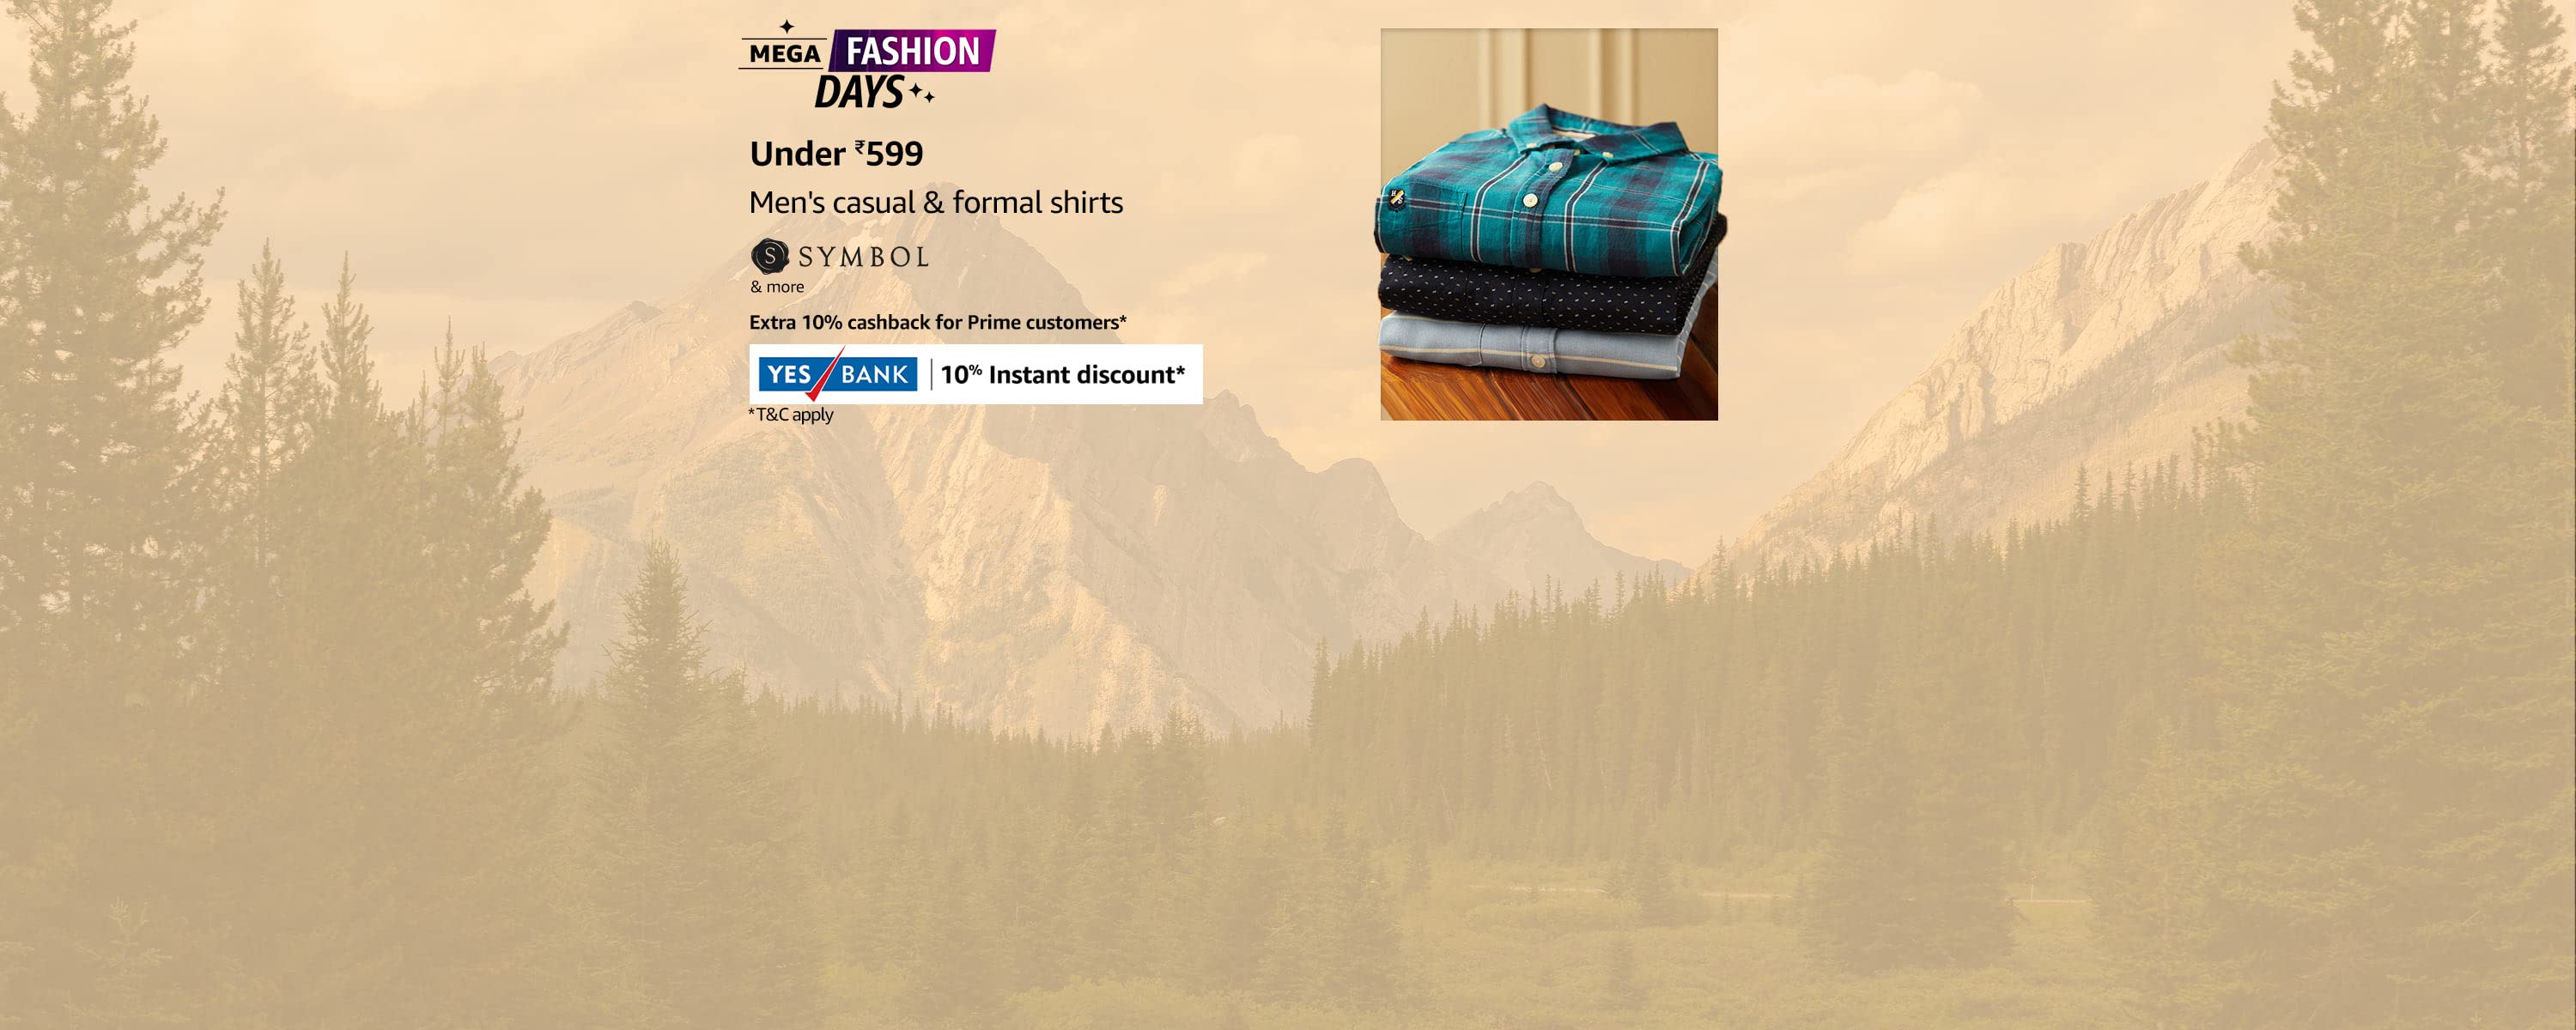 MEGA FASHION
DAYS
Under ₹599
Men's casual & formal shirts
S SYMBOL
& more
Extra 10% cashback for Prime customers*
YES BANK | 10% Instant discount*
*T&C apply